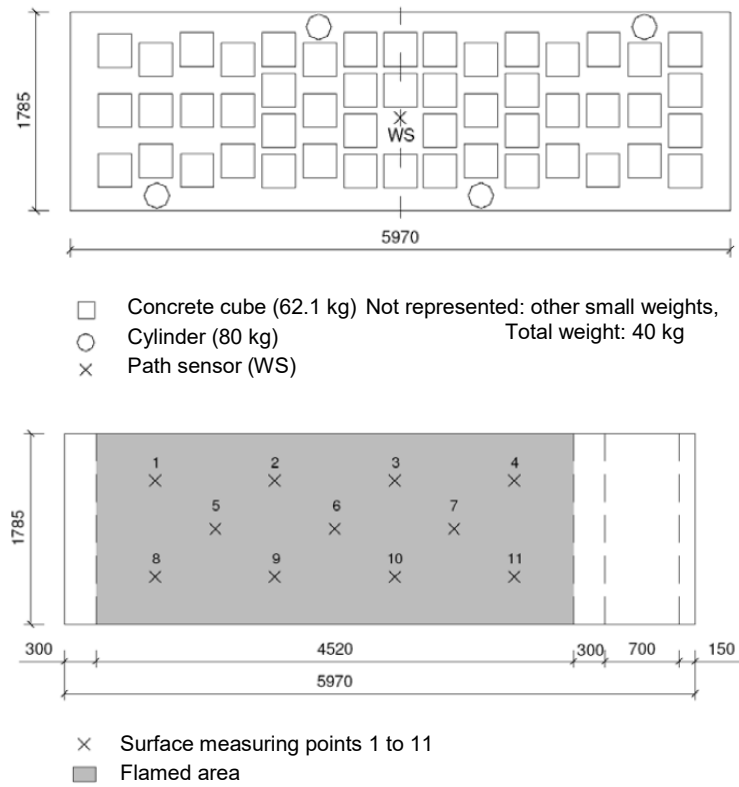 1785
WS
5970
Concrete cube (62.1 kg) Not represented: other small weights,
Cylinder (80 kg) Total weight: 40 kg
Path sensor (WS)
1 2 3 4
5 6 7
1785
8 9 10 11
300 4520 300 700 150
5970
Surface measuring points 1 to 11
Flamed area